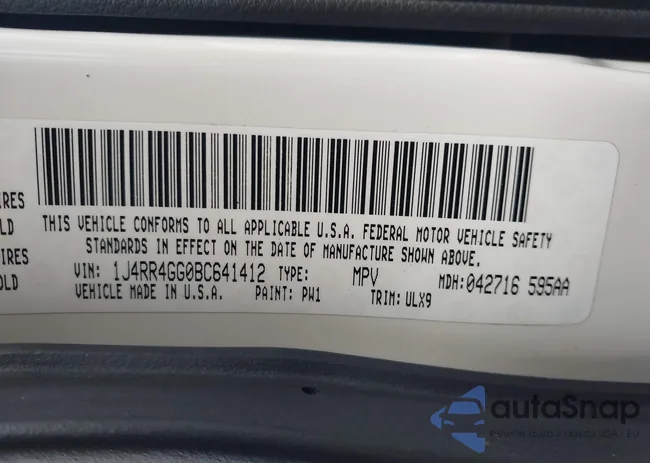 IRES
LD
IRES
OLD
THIS VEHICLE CONFORMS TO ALL APPLICABLE U.S.A. FEDERAL MOTOR VEHICLE SAFETY
STANDARDS IN EFFECT ON THE DATE OF MANUFACTURE SHOWN ABOVE.
VIN: 1J4RR4GG0BC641412 TYPE: MPV MDH:042716 595AA
VEHICLE MADE IN U.S.A. PAINT: PW1 TRIM: ULX9
autoSnap